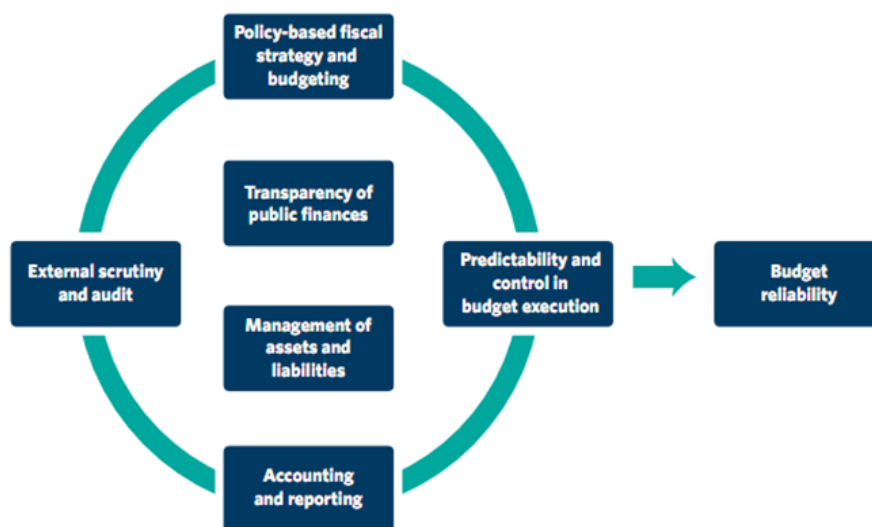 Policy-based fiscal
strategy and
budgeting
Transparency of
public finances
External scrutiny
and audit
Predictability and
control in
budget execution
Budget
reliability
Management of
assets and
liabilities
Accounting
and reporting